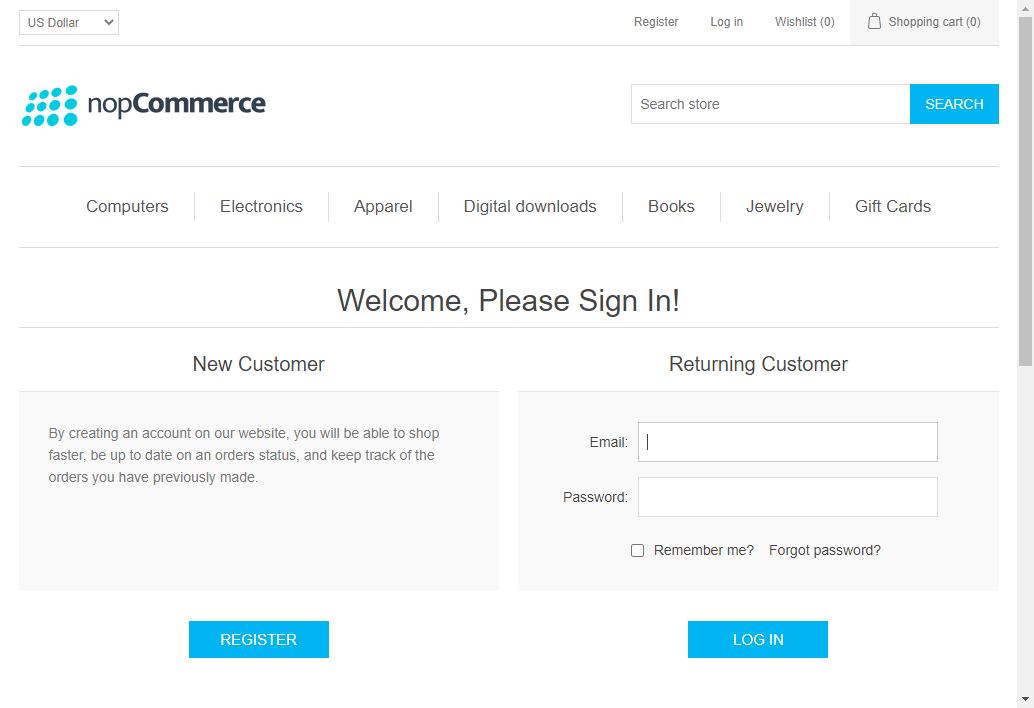 US Dollar
Register
Log in
Wishlist (0)
Shopping cart (0)
nopCommerce
Search store
SEARCH
Computers
Electronics
Apparel
Digital downloads
Books
Jewelry
Gift Cards
Welcome, Please Sign In!
New Customer
By creating an account on our website, you will be able to shop
faster, be up to date on an orders status, and keep track of the
orders you have previously made.
REGISTER
Returning Customer
Email:
Password:
Remember me?
Forgot password?
LOG IN